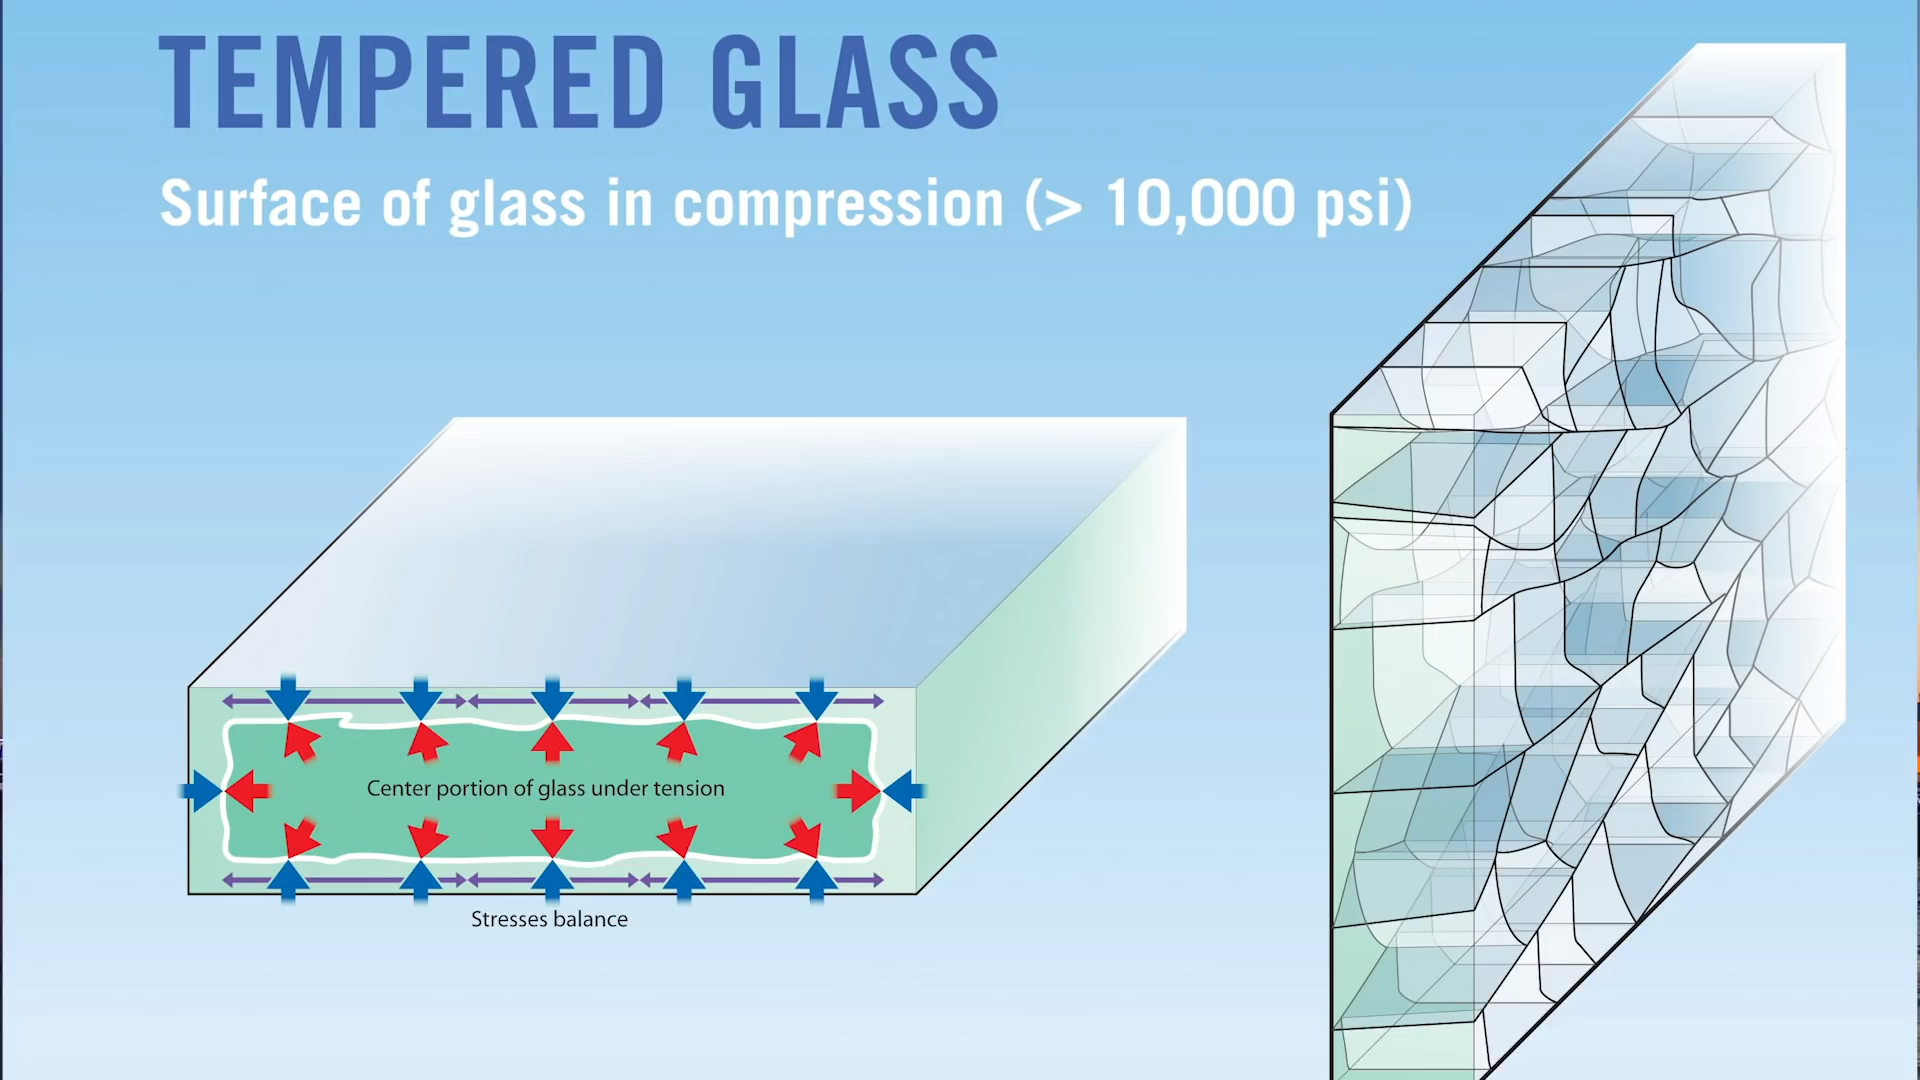 TEMPERED GLASS
Surface of glass in compression (> 10,000 psi)
Center portion of glass under tension
Stresses balance